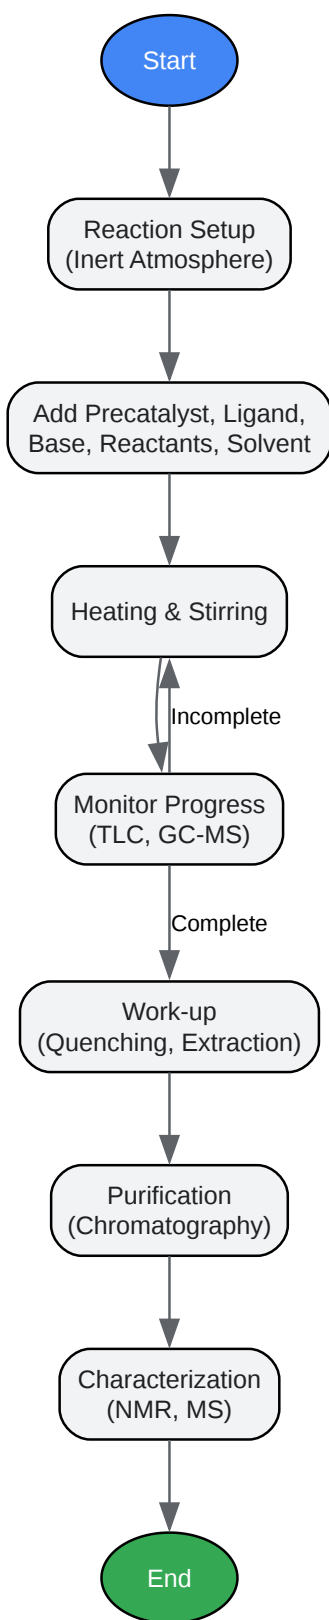 Start
Reaction Setup
(Inert Atmosphere)
Add Precatalyst, Ligand,
Base, Reactants, Solvent
Heating & Stirring
Incomplete
Monitor Progress
(TLC, GC-MS)
Complete
Work-up
(Quenching, Extraction)
Purification
(Chromatography)
Characterization
(NMR, MS)
End